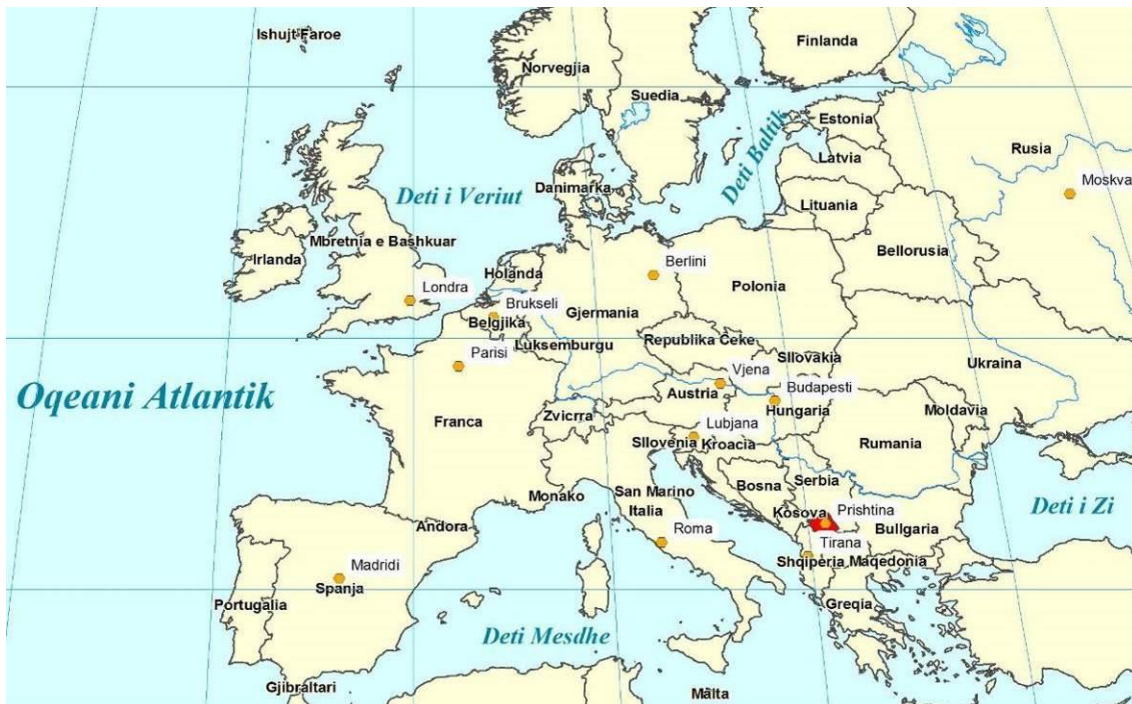 Ishujt Faroe
Norvegjia
Finlanda
Suedia
Estonia
Rusia
Latvia
Deti Baltik
Moskva
Danimarka
Deti i Veriut
Lituania
Mbretnia e Bashkuar
Bellorusia
Irlanda
Holanda
Berlini
Polonia
Londra
Brukseli
Gjermania
Belgjika
Luksemburgu
Republika Čeke
Parisi
Sllovakia
Ukraina
Vjena
Budapesti
Oqeani Atlantik
Austria
Hungaria
Moldavia
Franca
Zvicrra
Lubjana
Sllovenia
Kroacia
Rumania
Serbia
Bosna
San Marino
Monako
Italia
Deti i Zi
Kosova
Prishtina
Andora
Bullgaria
Roma
Tirana
Shqipëria
Maqedonia
Madridi
Spanja
Portugalia
Greqia
Deti Mesdhe
Gjibraltari
Mâlta